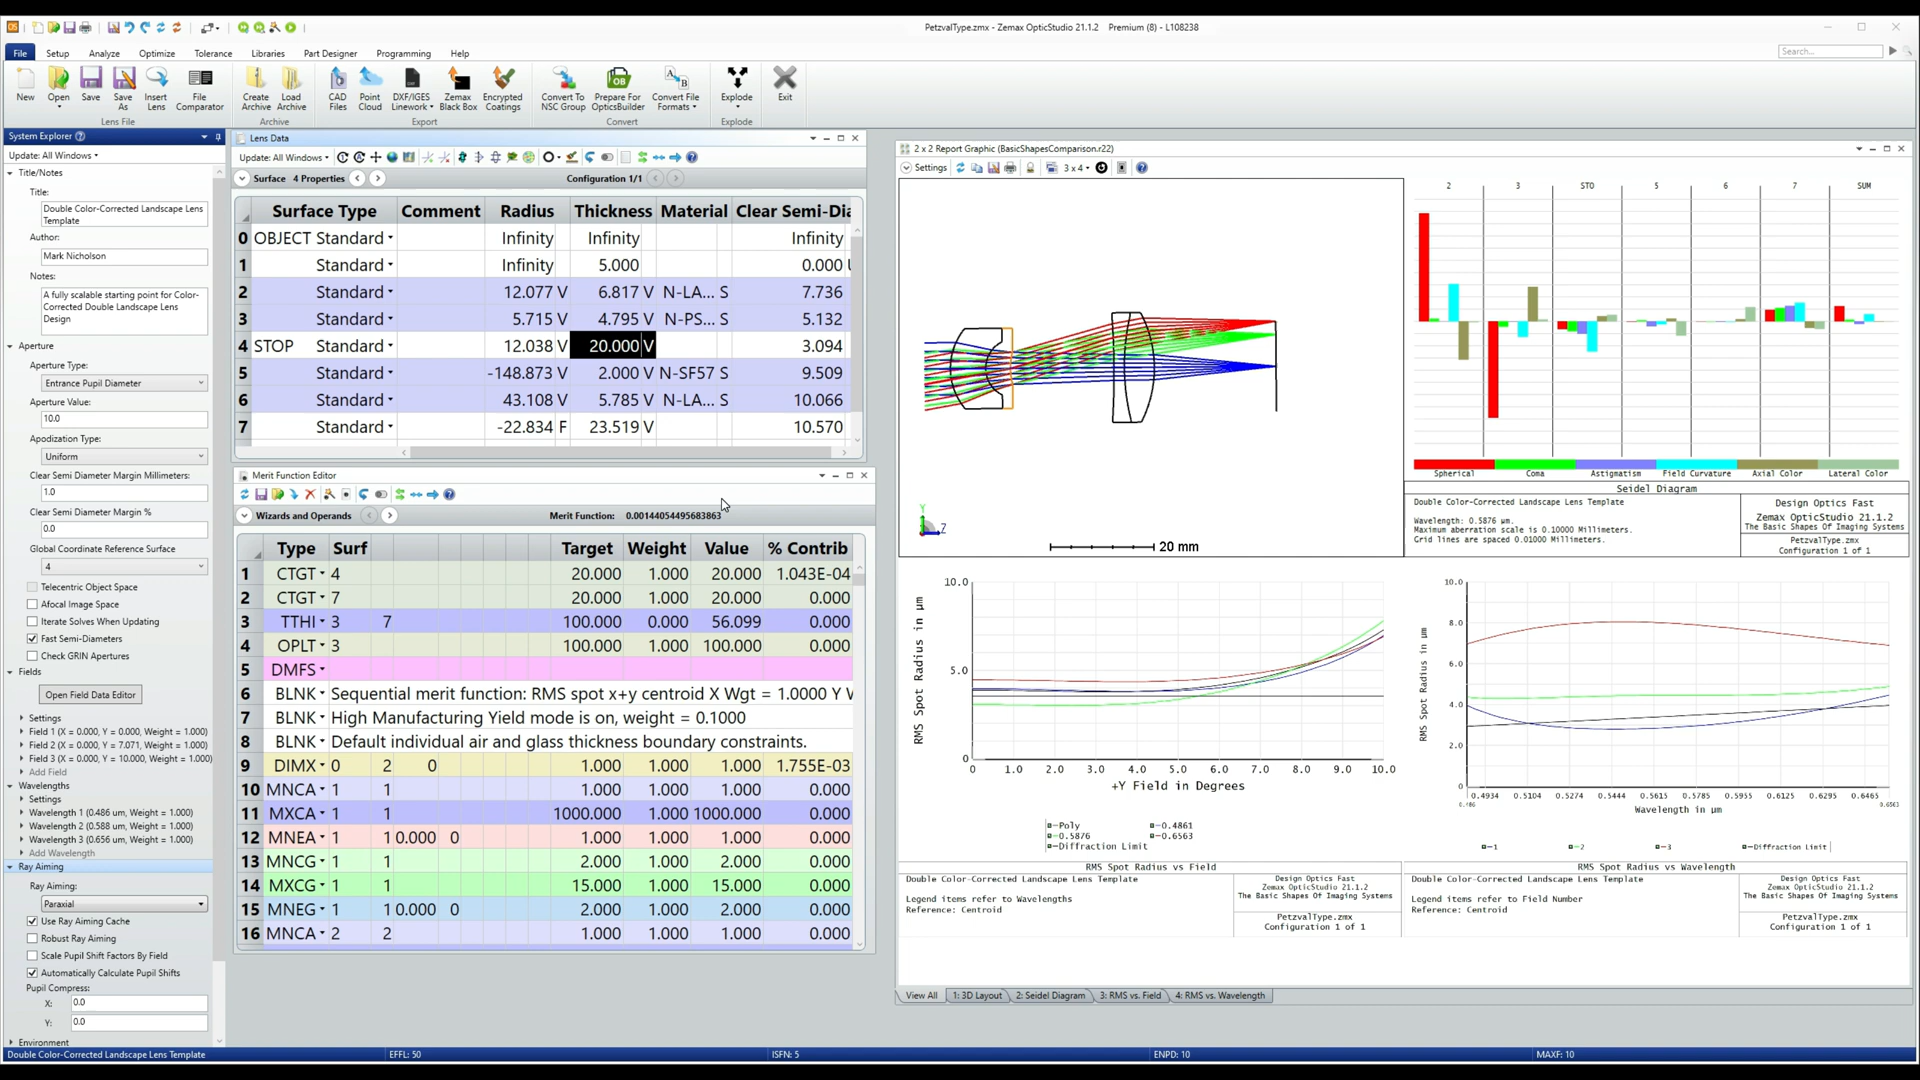 PetzvalType.zmx - Zemax OpticStudio 21.1.2 Premium (8) - L108238
File Setup Analyze Optimize Tolerance Libraries Part Designer Programming Help
Search...
New Open Save Save As Insert Lens File Comparator Create Archive Load Archive CAD Files Point Cloud DXF/IGES Linework Zemax Black Box Encrypted Coatings Convert To NSC Group Prepare For OpticsBuilder Convert File Formats Explode Exit
Lens File Archive Export Convert Explode
System Explorer
Update: All Windows
Title/Notes
Title:
Double Color-Corrected Landscape Lens
Template
Author:
Mark Nicholson
Notes:
A fully scalable starting point for Color-
Corrected Double Landscape Lens
Design
Aperture
Aperture Type:
Entrance Pupil Diameter
Aperture Value:
10.0
Apodization Type:
Uniform
Clear Semi Diameter Margin Millimeters:
1.0
Clear Semi Diameter Margin %
0.0
Global Coordinate Reference Surface
4
Telecentric Object Space
Afocal Image Space
Iterate Solves When Updating
Fast Semi-Diameters
Check GRIN Apertures
Fields
Open Field Data Editor
Settings
Field 1 (X = 0.000, Y = 0.000, Weight = 1.000)
Field 2 (X = 0.000, Y = 7.071, Weight = 1.000)
Field 3 (X = 0.000, Y = 10.000, Weight = 1.000)
Add Field
Wavelengths
Settings
Wavelength 1 (0.486 um, Weight = 1.000)
Wavelength 2 (0.588 um, Weight = 1.000)
Wavelength 3 (0.656 um, Weight = 1.000)
Add Wavelength
Ray Aiming
Ray Aiming:
Paraxial
Use Ray Aiming Cache
Robust Ray Aiming
Scale Pupil Shift Factors By Field
Automatically Calculate Pupil Shifts
Pupil Compress:
X: 0.0
Y: 0.0
Environment
Lens Data
Update: All Windows
Surface 4 Properties Configuration 1/1
Surface Type Comment Radius Thickness Material Clear Semi-Dia
0 OBJECT Standard Infinity Infinity Infinity
1 Standard Infinity 5.000 0.000 U
2 Standard 12.077 V 6.817 V N-LA... S 7.736
3 Standard 5.715 V 4.795 V N-PS... S 5.132
4 STOP Standard 12.038 V 20.000 V 3.094
5 Standard -148.873 V 2.000 V N-SF57 S 9.509
6 Standard 43.108 V 5.785 V N-LA... S 10.066
7 Standard -22.834 F 23.519 V 10.570
Merit Function Editor
Wizards and Operands Merit Function: 0.00144054495683863
Type Surf Target Weight Value % Contrib
1 CTGT 4 20.000 1.000 20.000 1.043E-04
2 CTGT 7 20.000 1.000 20.000 0.000
3 TTHI 3 7 100.000 0.000 56.099 0.000
4 OPLT 3 100.000 1.000 100.000 0.000
5 DMFS
6 BLNK Sequential merit function: RMS spot x+y centroid X Wgt = 1.0000 Y W
7 BLNK High Manufacturing Yield mode is on, weight = 0.1000
8 BLNK Default individual air and glass thickness boundary constraints.
9 DIMX 0 2 0 1.000 1.000 1.000 1.755E-03
10 MNCA 1 1 1.000 1.000 1.000 0.000
11 MXCA 1 1 1000.000 1.000 1000.000 0.000
12 MNEA 1 1 0.000 0 1.000 1.000 1.000 0.000
13 MNCG 1 1 2.000 1.000 2.000 0.000
14 MXCG 1 1 15.000 1.000 15.000 0.000
15 MNEG 1 1 0.000 0 2.000 1.000 2.000 0.000
16 MNCA 2 2 1.000 1.000 1.000 0.000
2 x 2 Report Graphic (BasicShapesComparison.r22)
Settings 3 x 4
Y
Z
20 mm
2 3 STO 5 6 7 SUM
Spherical Coma Astigmatism Field Curvature Axial Color Lateral Color
Seidel Diagram
Double Color-Corrected Landscape Lens Template
Wavelength: 0.5876 µm.
Maximum aberration scale is 0.10000 Millimeters.
Grid lines are spaced 0.01000 Millimeters.
Design Optics Fast
Zemax OpticStudio 21.1.2
The Basic Shapes Of Imaging Systems
PetzvalType.zmx
Configuration 1 of 1
RMS Spot Radius in µm
10.0
5.0
0
0 1.0 2.0 3.0 4.0 5.0 6.0 7.0 8.0 9.0 10.0
+Y Field in Degrees
Poly 0.4861
0.5876 0.6563
Diffraction Limit
RMS Spot Radius vs Field
Double Color-Corrected Landscape Lens Template
Legend items refer to Wavelengths
Reference: Centroid
Design Optics Fast
Zemax OpticStudio 21.1.2
The Basic Shapes Of Imaging Systems
PetzvalType.zmx
Configuration 1 of 1
RMS Spot Radius in µm
10.0
8.0
6.0
4.0
2.0
0
0.4934 0.5104 0.5274 0.5444 0.5615 0.5785 0.5955 0.6125 0.6295 0.6465
.486 0.6563
Wavelength in µm
1 2 3 Diffraction Limit
RMS Spot Radius vs Wavelength
Double Color-Corrected Landscape Lens Template
Legend items refer to Field Number
Reference: Centroid
Design Optics Fast
Zemax OpticStudio 21.1.2
The Basic Shapes Of Imaging Systems
PetzvalType.zmx
Configuration 1 of 1
View All 1: 3D Layout 2: Seidel Diagram 3: RMS vs. Field 4: RMS vs. Wavelength
Double Color-Corrected Landscape Lens Template EFFL: 50 ISFN: 5 ENPD: 10 MAXF: 10